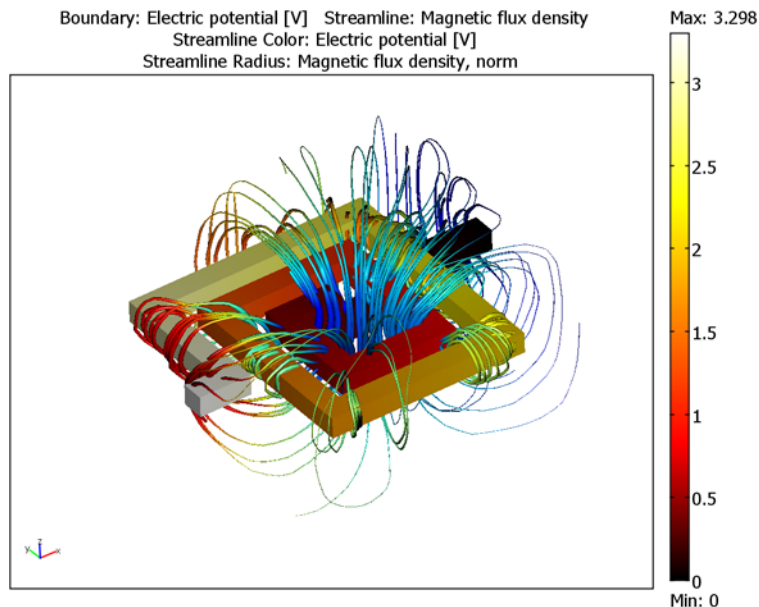 Boundary: Electric potential [V]   Streamline: Magnetic flux density
Streamline Color: Electric potential [V]
Streamline Radius: Magnetic flux density, norm
Max: 3.298
3
2.5
2
1.5
1
0.5
0
Min: 0
z
y
x